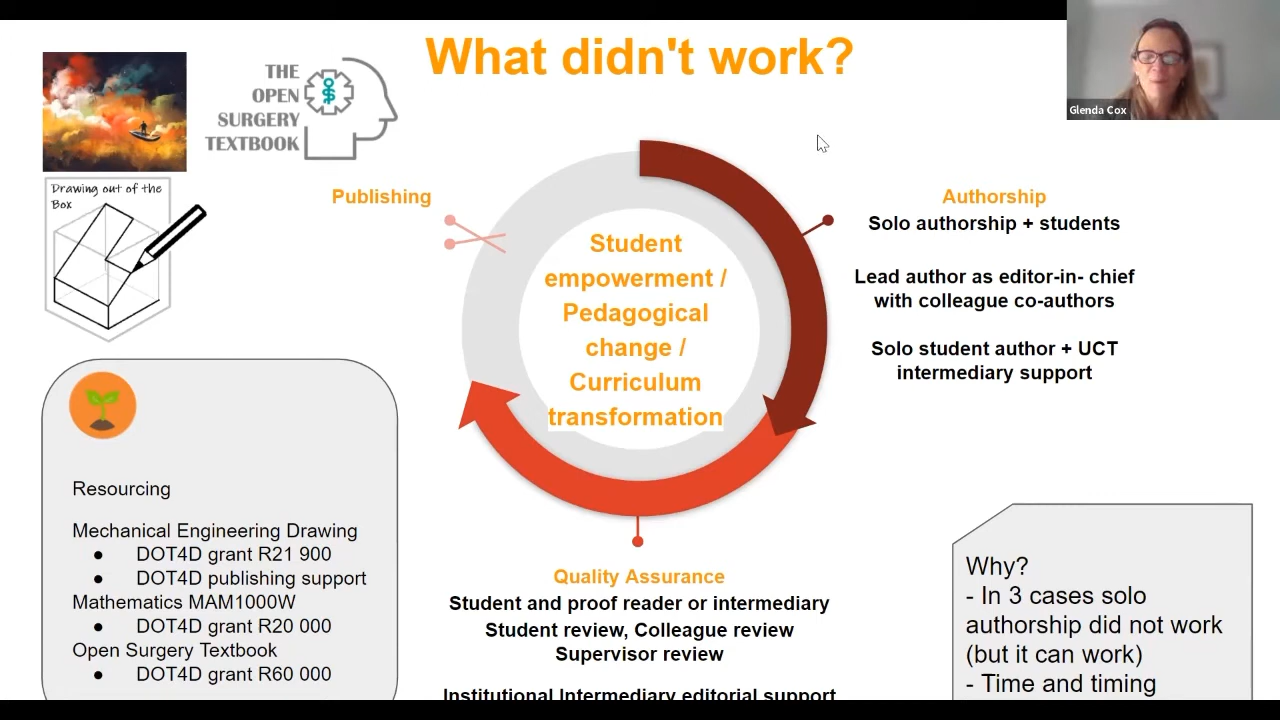 What didn't work?
Glenda Cox
THE
OPEN
SURGERY
TEXTBOOK
Drawing out of the
Box
Publishing
Student
empowerment /
Pedagogical
change /
Curriculum
transformation
Authorship
Solo authorship + students
Lead author as editor-in- chief
with colleague co-authors
Solo student author + UCT
intermediary support
Resourcing
Mechanical Engineering Drawing
● DOT4D grant R21 900
● DOT4D publishing support
Mathematics MAM1000W
● DOT4D grant R20 000
Open Surgery Textbook
● DOT4D grant R60 000
Quality Assurance
Student and proof reader or intermediary
Student review, Colleague review
Supervisor review
Institutional Intermediary editorial support
Why?
- In 3 cases solo
authorship did not work
(but it can work)
- Time and timing